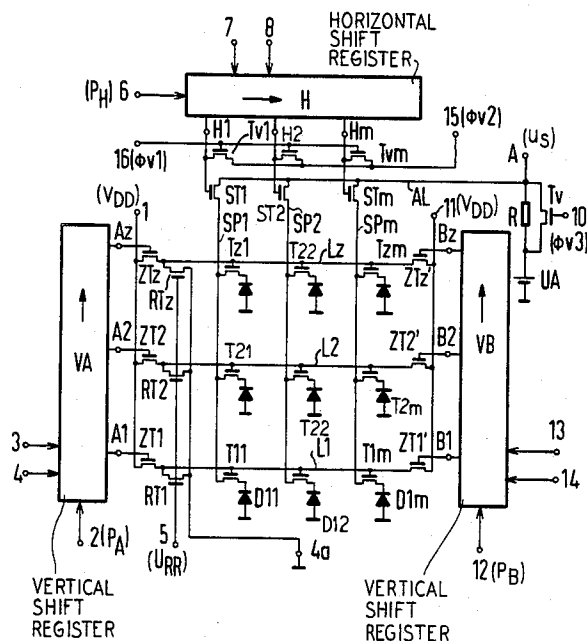 HORIZONTAL
SHIFT
REGISTER
7 8
(PH) 6
H
15(ϕv2)
H1 H2 Hm
Tv1 Tvm
16(ϕv1)
A (uS)
ST1 ST2 STm AL
Tv
R
10
(ϕv3)
(VDD)
1
SP1 SP2 SPm
11(VDD)
Az Bz
Tz1 T22 Lz Tzm
ZTz ZTz'
RTz
UA
VA VB
A2 ZT2 T21 L2 ZT2' B2
RT2
T22 T2m
3
4
A1 ZT1 T11 L1 T1m ZT1' B1
13
14
RT1
D11 D12 D1m
2(PA)
5
(URR)
4a
12(PB)
VERTICAL
SHIFT
REGISTER
VERTICAL
SHIFT
REGISTER